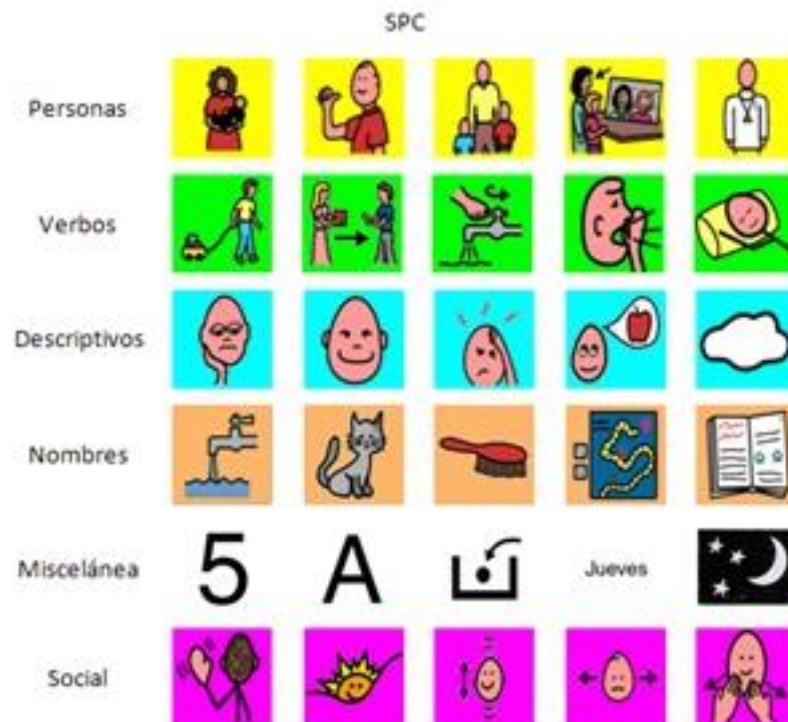 SPC
Personas
Verbos
Descriptivos
Nombres
Miscelánea
5 A Jueves
Social